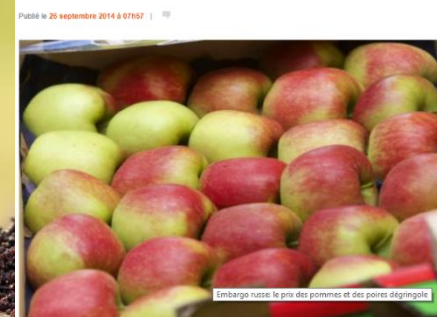 Publié le 26 septembre 2014 à 07h57 |
Embargo russe: le prix des pommes et des poires dégringole